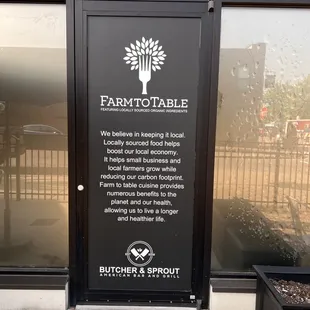 FARMTOTABLE
FEATURING LOCALLY SOURCED ORGANIC INGREDIENTS
We believe in keeping it local.
Locally sourced food helps
boost our local economy.
It helps small business and
local farmers grow while
reducing our carbon footprint.
Farm to table cuisine provides
numerous benefits to the
planet and our health,
allowing us to live a longer
and healthier life.
BUTCHER & SPROUT
AMERICAN BAR AND GRILL